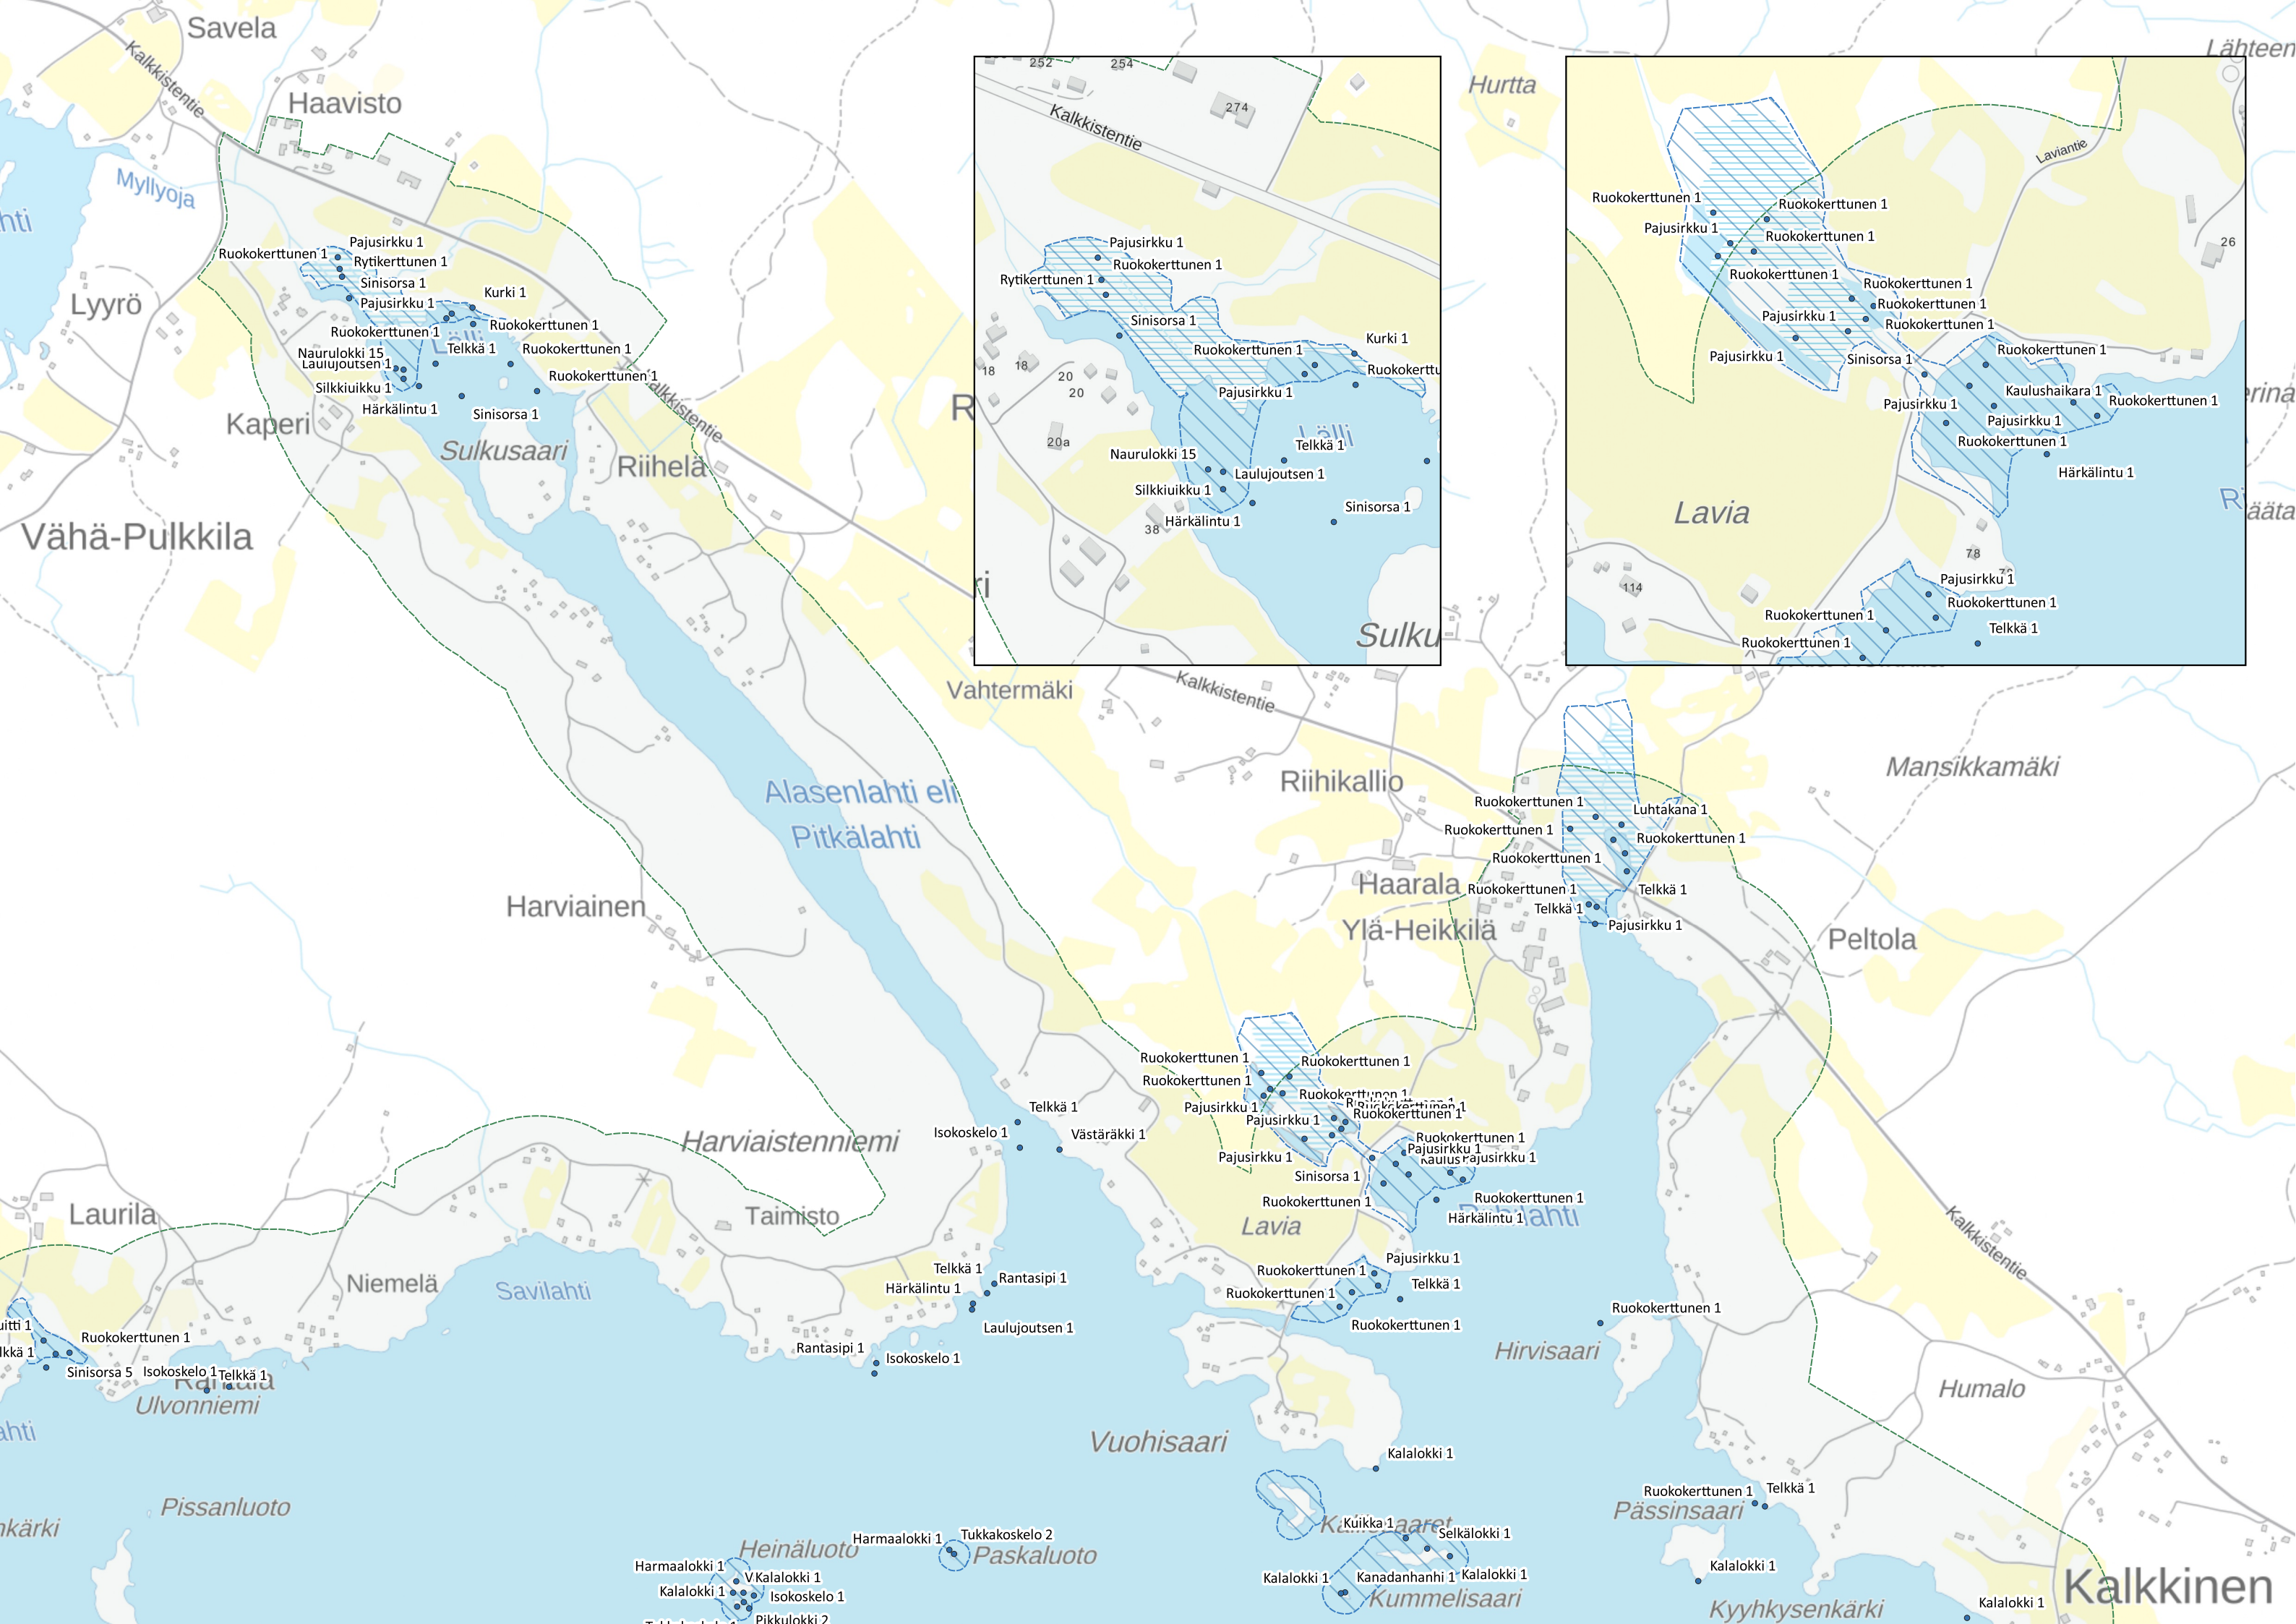 Savela
Kalkkistentie
Haavisto
Myllyoja
Lyyrö
Kaperi
Vähä-Pulkkila
Ruokokerttunen 1
Pajusirkku 1
Rytikerttunen 1
Sinisorsa 1
Pajusirkku 1
Kurki 1
Ruokokerttunen 1
Ruokokerttunen 1
Lälli
Naurulokki 15
Laulujoutsen 1
Telkkä 1
Ruokokerttunen 1
Silkkiuikku 1
Ruokokerttunen 1
Härkälintu 1
Sinisorsa 1
Sulkusaari
Riihelä
Kalkkistentie
252
254
274
Kalkkistentie
Pajusirkku 1
Ruokokerttunen 1
Rytikerttunen 1
Sinisorsa 1
Ruokokerttunen 1
Kurki 1
Pajusirkku 1
18
18
20
20
20a
38
Lälli
Telkkä 1
Naurulokki 15
Laulujoutsen 1
Silkkiuikku 1
Härkälintu 1
Sinisorsa 1
Sulku
Hurtta
Laviantie
26
Ruokokerttunen 1
Ruokokerttunen 1
Pajusirkku 1
Ruokokerttunen 1
Ruokokerttunen 1
Ruokokerttunen 1
Ruokokerttunen 1
Pajusirkku 1
Ruokokerttunen 1
Pajusirkku 1
Sinisorsa 1
Ruokokerttunen 1
Kaulushaikara 1
Ruokokerttunen 1
Pajusirkku 1
Pajusirkku 1
Ruokokerttunen 1
Härkälintu 1
Lavia
78
114
Pajusirkku 1
Ruokokerttunen 1
Ruokokerttunen 1
Telkkä 1
Ruokokerttunen 1
Vahtermäki
Kalkkistentie
Riihikallio
Mansikkamäki
Alasenlahti eli
Pitkälahti
Ruokokerttunen 1
Luhtakana 1
Ruokokerttunen 1
Ruokokerttunen 1
Ruokokerttunen 1
Haarala
Ruokokerttunen 1
Telkkä 1
Telkkä 1
Pajusirkku 1
Ylä-Heikkilä
Peltola
Harviainen
Ruokokerttunen 1
Ruokokerttunen 1
Ruokokerttunen 1
Ruokokerttunen 1
Pajusirkku 1
Ruokokerttunen 1
Pajusirkku 1
Pajusirkku 1
Ruokokerttunen 1
Pajusirkku 1
Pajusirkku 1
Sinisorsa 1
Ruokokerttunen 1
Ruokokerttunen 1
Härkälintu 1
Lavia
Telkkä 1
Isokoskelo 1
Västäräkki 1
Harviaistenniemi
Taimisto
Laurila
Niemelä
Savilahti
Kalkkistentie
Pajusirkku 1
Ruokokerttunen 1
Telkkä 1
Ruokokerttunen 1
Ruokokerttunen 1
Telkkä 1
Rantasipi 1
Härkälintu 1
Laulujoutsen 1
Rantasipi 1
Isokoskelo 1
Ruokokerttunen 1
Sinisorsa 5
Isokoskelo 1
Telkkä 1
Ulvonniemi
Ruokokerttunen 1
Hirvisaari
Humalo
Vuohisaari
Kalalokki 1
Pissanluoto
Ruokokerttunen 1
Telkkä 1
Pässinsaari
Kalalokki 1
Heinäluoto
Harmaalokki 1
Tukkakoskelo 2
Paskaluoto
Harmaalokki 1
Kalalokki 1
Kalalokki 1
Isokoskelo 1
Pikkulokki 2
Kuikka 1
Selkälokki 1
Kalalokki 1
Kanadanhanhi 1
Kalalokki 1
Kummelisaari
Kyyhkysenkärki
Kalalokki 1
Kalkkinen